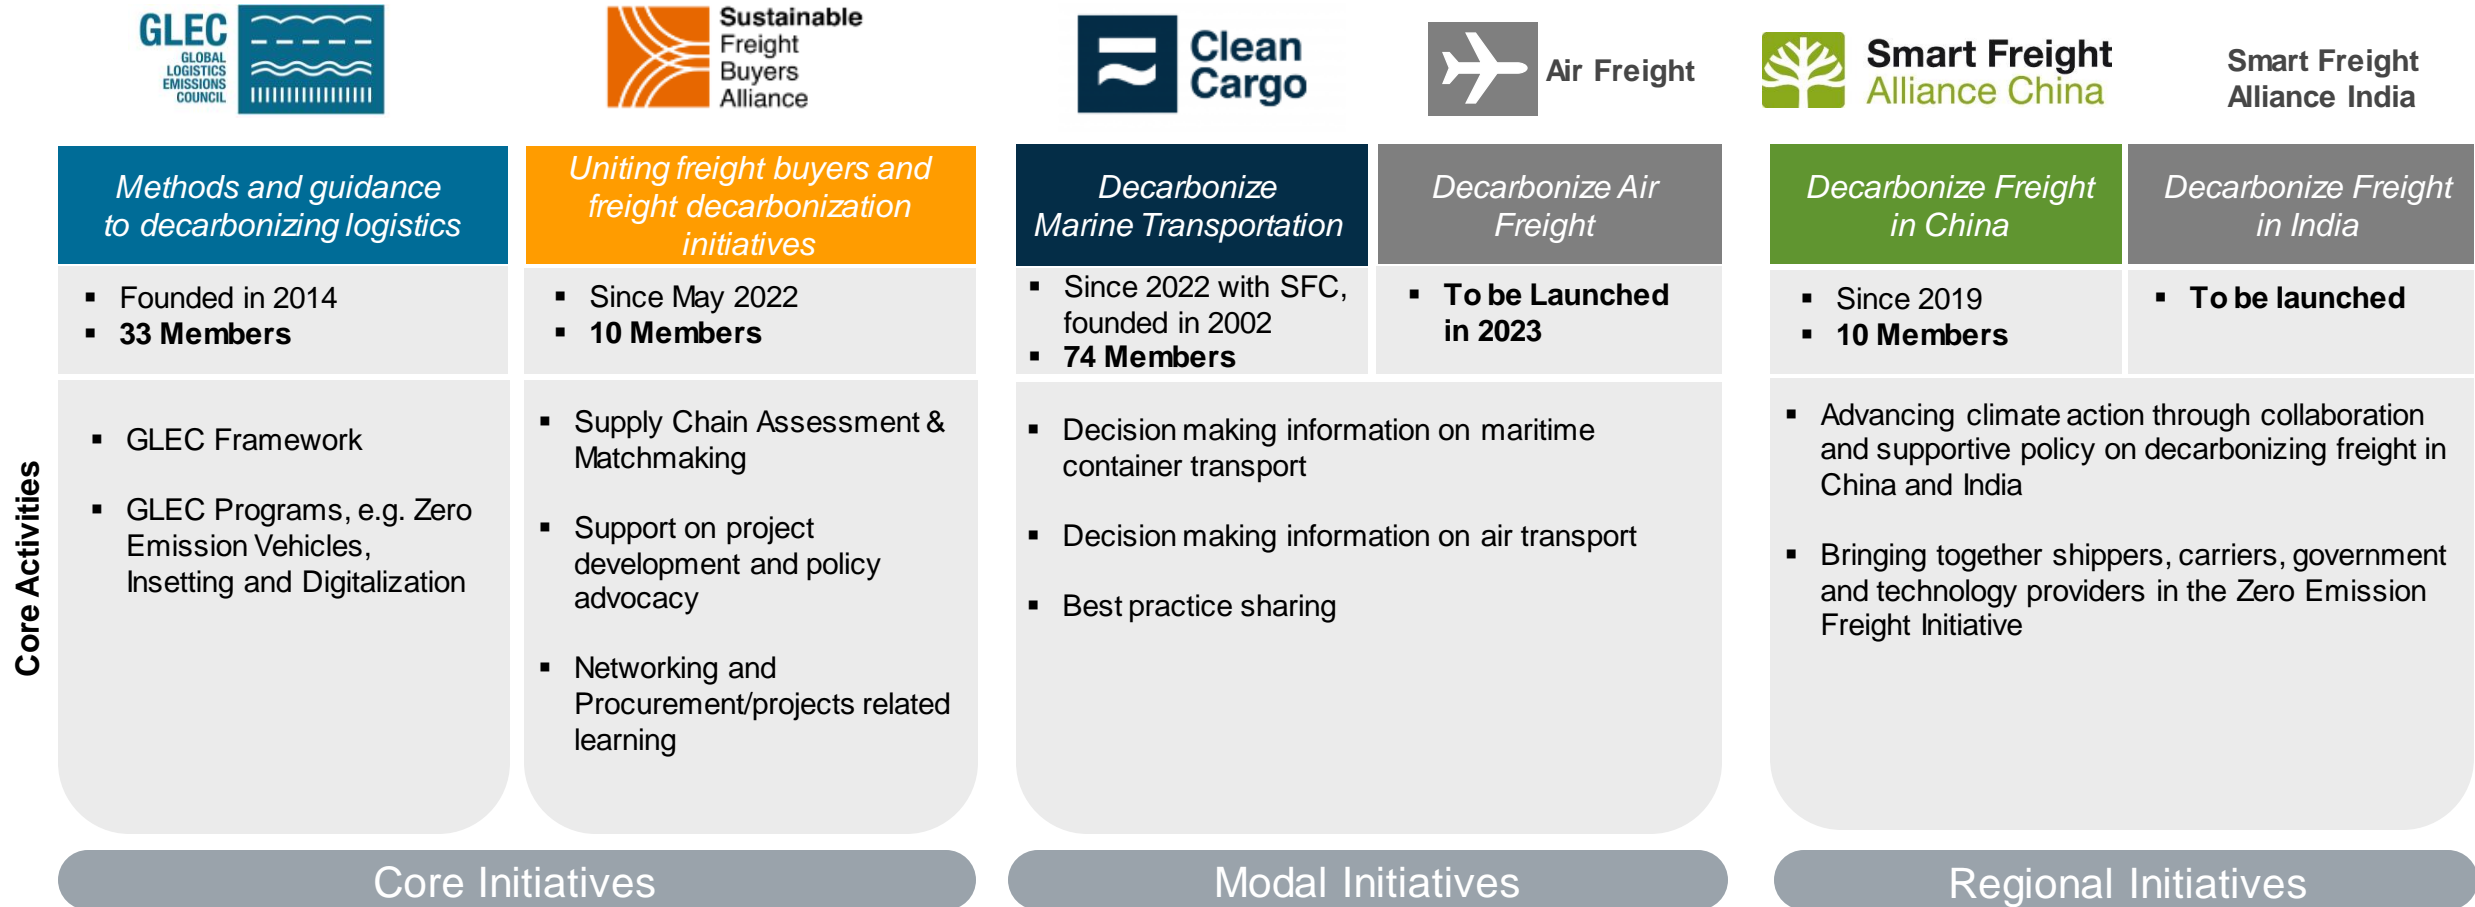 GLEC
GLOBAL
LOGISTICS
EMISSIONS
COUNCIL
Sustainable
Freight
Buyers
Alliance
Clean
Cargo
Air Freight
Smart Freight
Alliance China
Smart Freight
Alliance India
Methods and guidance
to decarbonizing logistics
Uniting freight buyers and
freight decarbonization
initiatives
Decarbonize
Marine Transportation
Decarbonize Air
Freight
Decarbonize Freight
in China
Decarbonize Freight
in India
▪ Founded in 2014
▪ 33 Members
▪ Since May 2022
▪ 10 Members
▪ Since 2022 with SFC,
founded in 2002
▪ 74 Members
▪ To be Launched
in 2023
▪ Since 2019
▪ 10 Members
▪ To be launched
Core Activities
▪ GLEC Framework
▪ GLEC Programs, e.g. Zero
Emission Vehicles,
Insetting and Digitalization
▪ Supply Chain Assessment &
Matchmaking
▪ Support on project
development and policy
advocacy
▪ Networking and
Procurement/projects related
learning
▪ Decision making information on maritime
container transport
▪ Decision making information on air transport
▪ Best practice sharing
▪ Advancing climate action through collaboration
and supportive policy on decarbonizing freight in
China and India
▪ Bringing together shippers, carriers, government
and technology providers in the Zero Emission
Freight Initiative
Core Initiatives
Modal Initiatives
Regional Initiatives